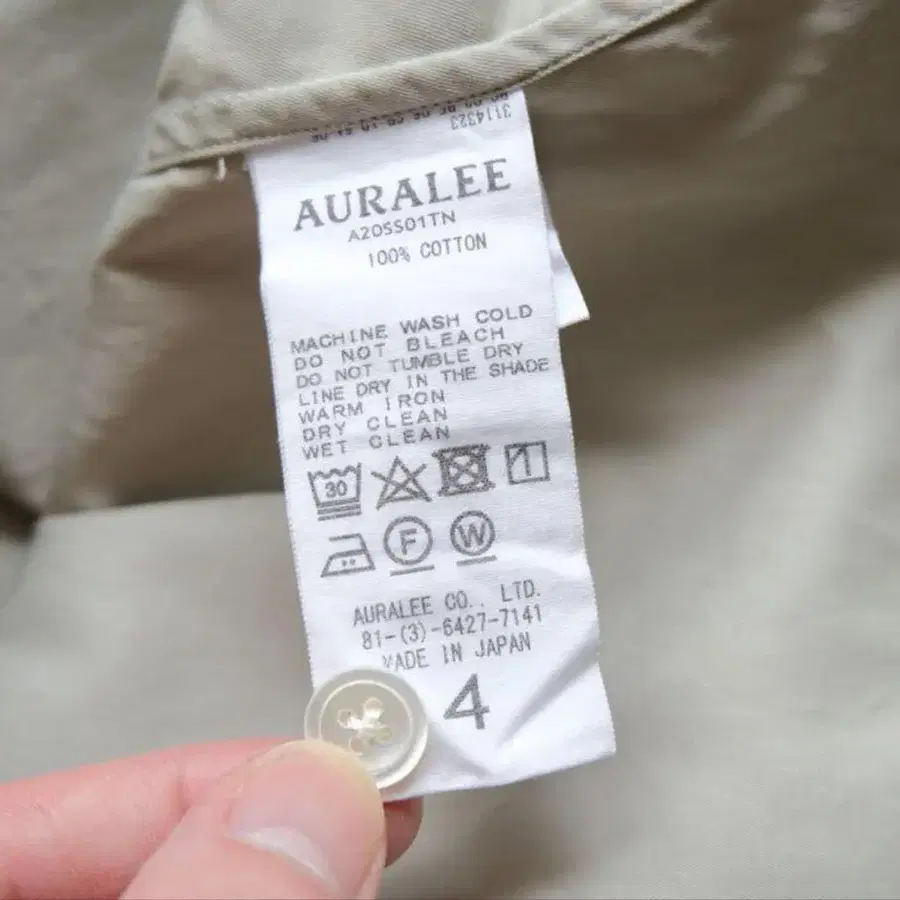 3114323
AURALEE
A20SS01TN
100% COTTON
MACHINE WASH COLD
DO NOT BLEACH
DO NOT TUMBLE DRY
LINE DRY IN THE SHADE
WARM IRON
DRY CLEAN
WET CLEAN
30
F W
AURALEE CO., LTD.
81-(3)-6427-7141
MADE IN JAPAN
4